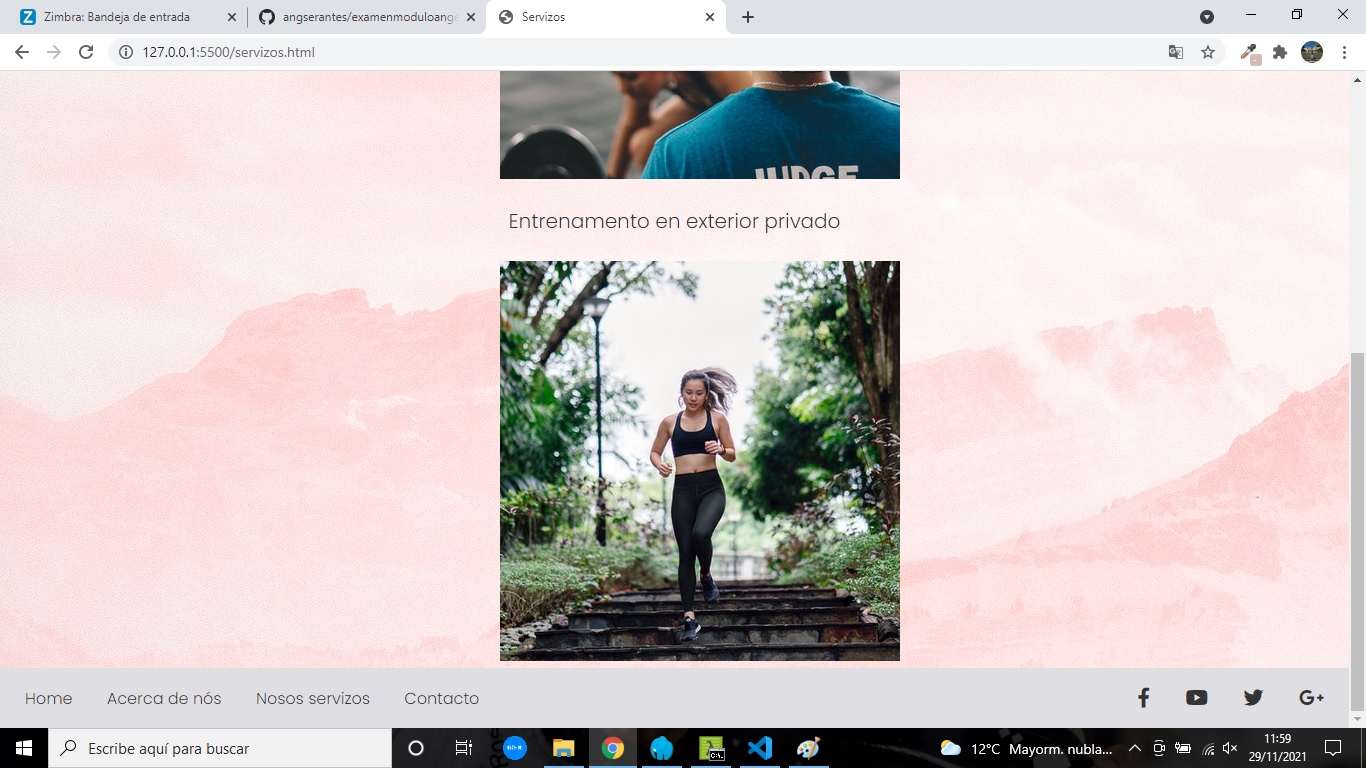 Zimbra: Bandeja de entrada
angserantes/examenmoduloange
Servizos
127.0.0.1:5500/servizos.html
JUDGE
Entrenamento en exterior privado
Home
Acerca de nós
Nosos servizos
Contacto
Escribe aquí para buscar
12°C Mayorm. nubla...
11:59
29/11/2021